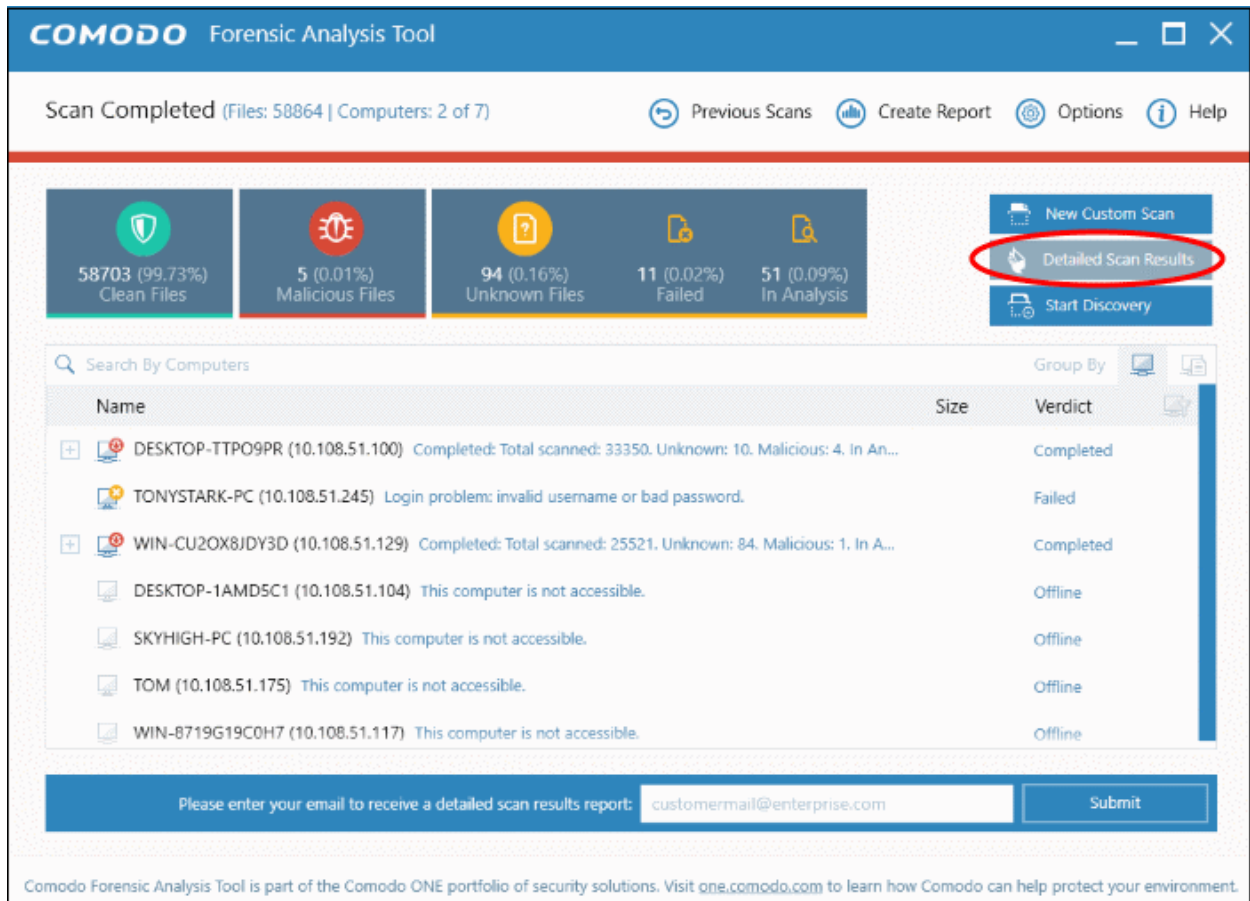 COMODO Forensic Analysis Tool
Scan Completed (Files: 58864 | Computers: 2 of 7)
Previous Scans
Create Report
Options
Help
58703 (99.73%)
Clean Files
5 (0.01%)
Malicious Files
94 (0.16%)
Unknown Files
11 (0.02%)
Failed
51 (0.09%)
In Analysis
New Custom Scan
Detailed Scan Results
Start Discovery
Search By Computers
Group By
Name Size Verdict
DESKTOP-TTPO9PR (10.108.51.100) Completed: Total scanned: 33350. Unknown: 10. Malicious: 4. In An... Completed
TONYSTARK-PC (10.108.51.245) Login problem: invalid username or bad password. Failed
WIN-CU2OX8JDY3D (10.108.51.129) Completed: Total scanned: 25521. Unknown: 84. Malicious: 1. In A... Completed
DESKTOP-1AMD5C1 (10.108.51.104) This computer is not accessible. Offline
SKYHIGH-PC (10.108.51.192) This computer is not accessible. Offline
TOM (10.108.51.175) This computer is not accessible. Offline
WIN-8719G19C0H7 (10.108.51.117) This computer is not accessible. Offline
Please enter your email to receive a detailed scan results report: customermail@enterprise.com Submit
Comodo Forensic Analysis Tool is part of the Comodo ONE portfolio of security solutions. Visit one.comodo.com to learn how Comodo can help protect your environment.